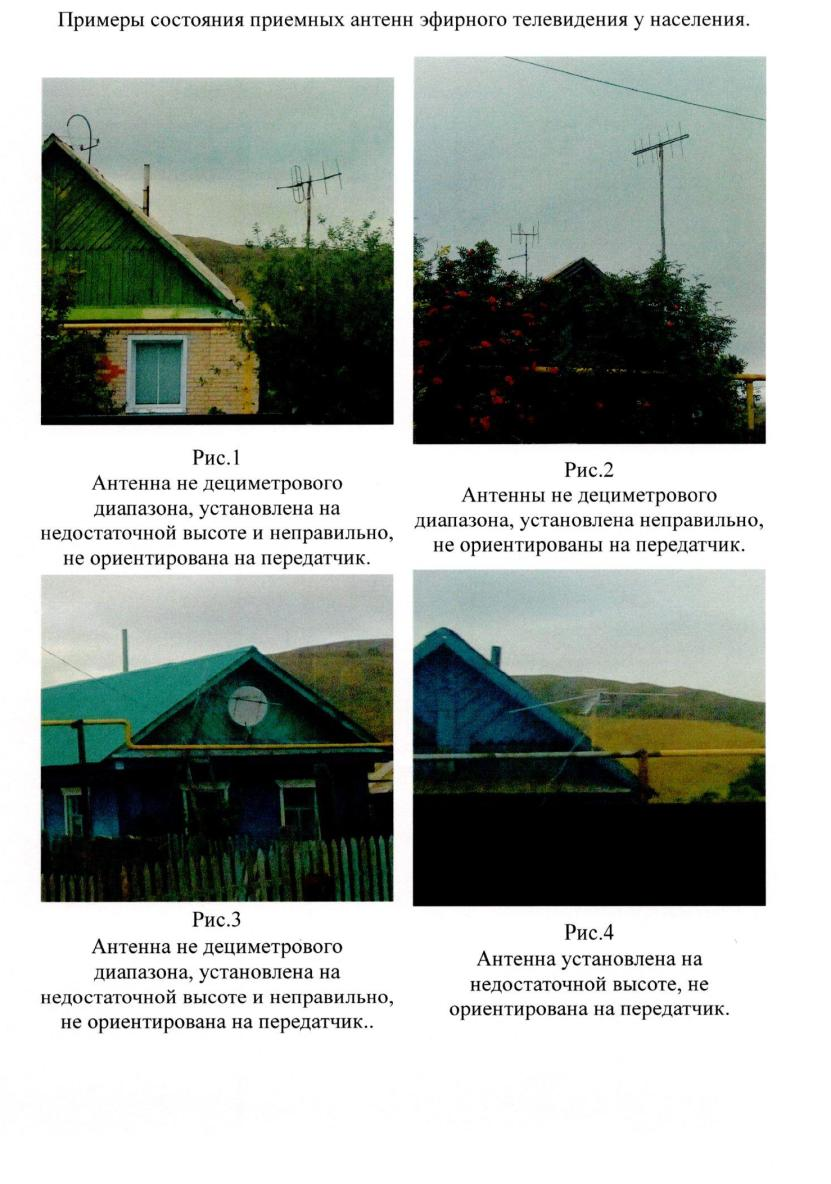 Примеры состояния приемных антенн эфирного телевидения у населения.
Рис.1
Антенна не дециметрового
диапазона, установлена на
недостаточной высоте и неправильно,
не ориентирована на передатчик.
Рис.2
Антенны не дециметрового
диапазона, установлена неправильно,
не ориентированы на передатчик.
Рис.3
Антенна не дециметрового
диапазона, установлена на
недостаточной высоте и неправильно,
не ориентирована на передатчик..
Рис.4
Антенна установлена на
недостаточной высоте, не
ориентирована на передатчик.